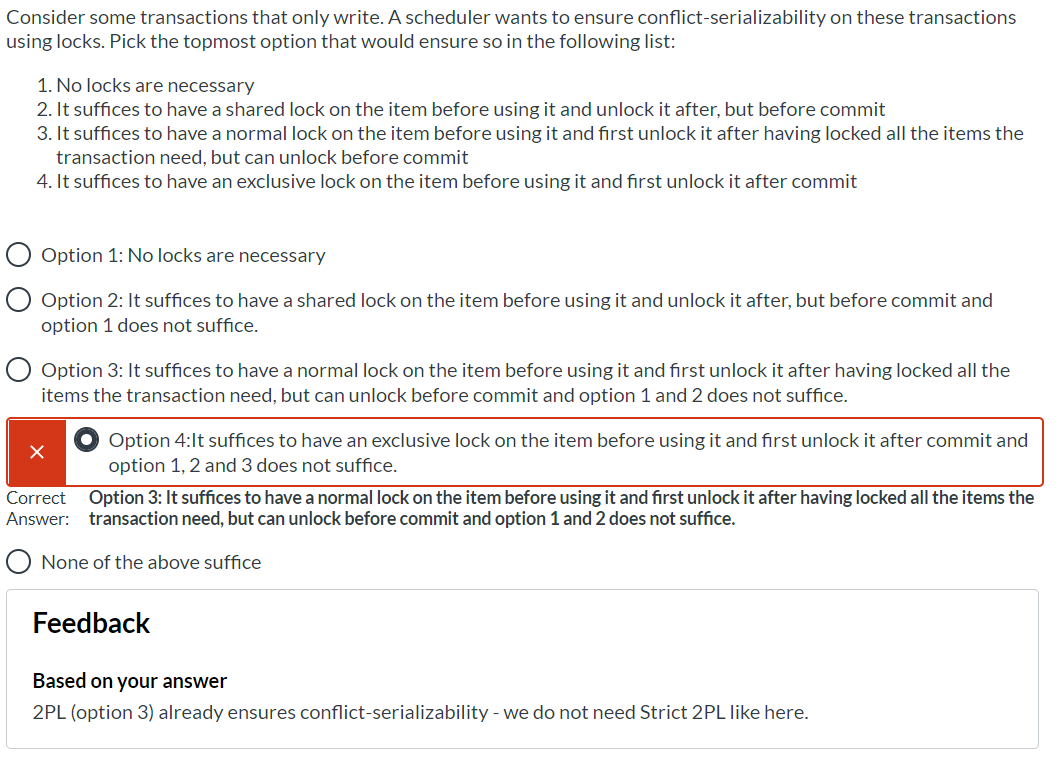 Consider some transactions that only write. A scheduler wants to ensure conflict-serializability on these transactions
using locks. Pick the topmost option that would ensure so in the following list:
1. No locks are necessary
2. It suffices to have a shared lock on the item before using it and unlock it after, but before commit
3. It suffices to have a normal lock on the item before using it and first unlock it after having locked all the items the
transaction need, but can unlock before commit
4. It suffices to have an exclusive lock on the item before using it and first unlock it after commit
Option 1: No locks are necessary
Option 2: It suffices to have a shared lock on the item before using it and unlock it after, but before commit and
option 1 does not suffice.
Option 3: It suffices to have a normal lock on the item before using it and first unlock it after having locked all the
items the transaction need, but can unlock before commit and option 1 and 2 does not suffice.
Option 4:It suffices to have an exclusive lock on the item before using it and first unlock it after commit and
option 1, 2 and 3 does not suffice.
Correct Option 3: It suffices to have a normal lock on the item before using it and first unlock it after having locked all the items the
Answer: transaction need, but can unlock before commit and option 1 and 2 does not suffice.
None of the above suffice
Feedback
Based on your answer
2PL (option 3) already ensures conflict-serializability - we do not need Strict 2PL like here.